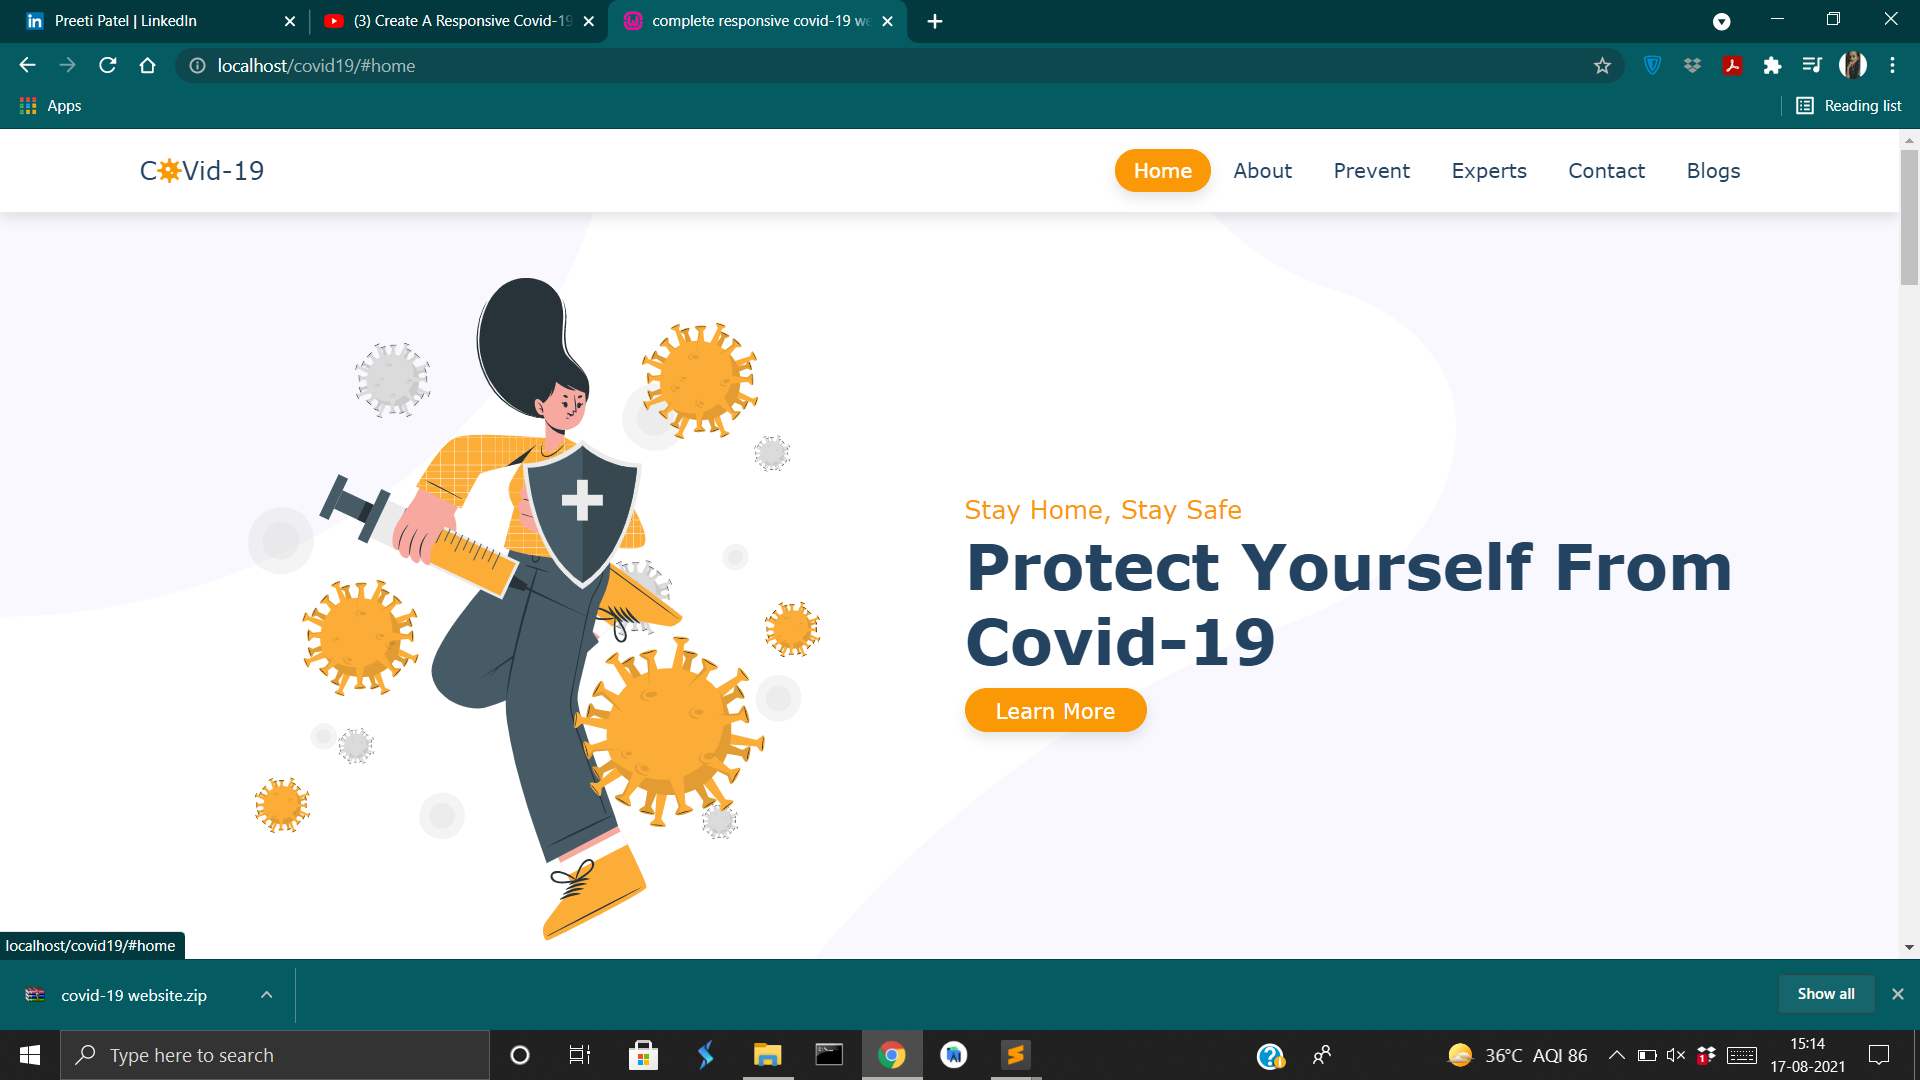 Preeti Patel | LinkedIn
(3) Create A Responsive Covid-19
complete responsive covid-19 we
localhost/covid19/#home
Apps
Reading list
COVid-19
Home
About
Prevent
Experts
Contact
Blogs
Stay Home, Stay Safe
Protect Yourself From
Covid-19
Learn More
localhost/covid19/#home
covid-19 website.zip
Show all
Type here to search
36°C AQI 86
1
15:14
17-08-2021